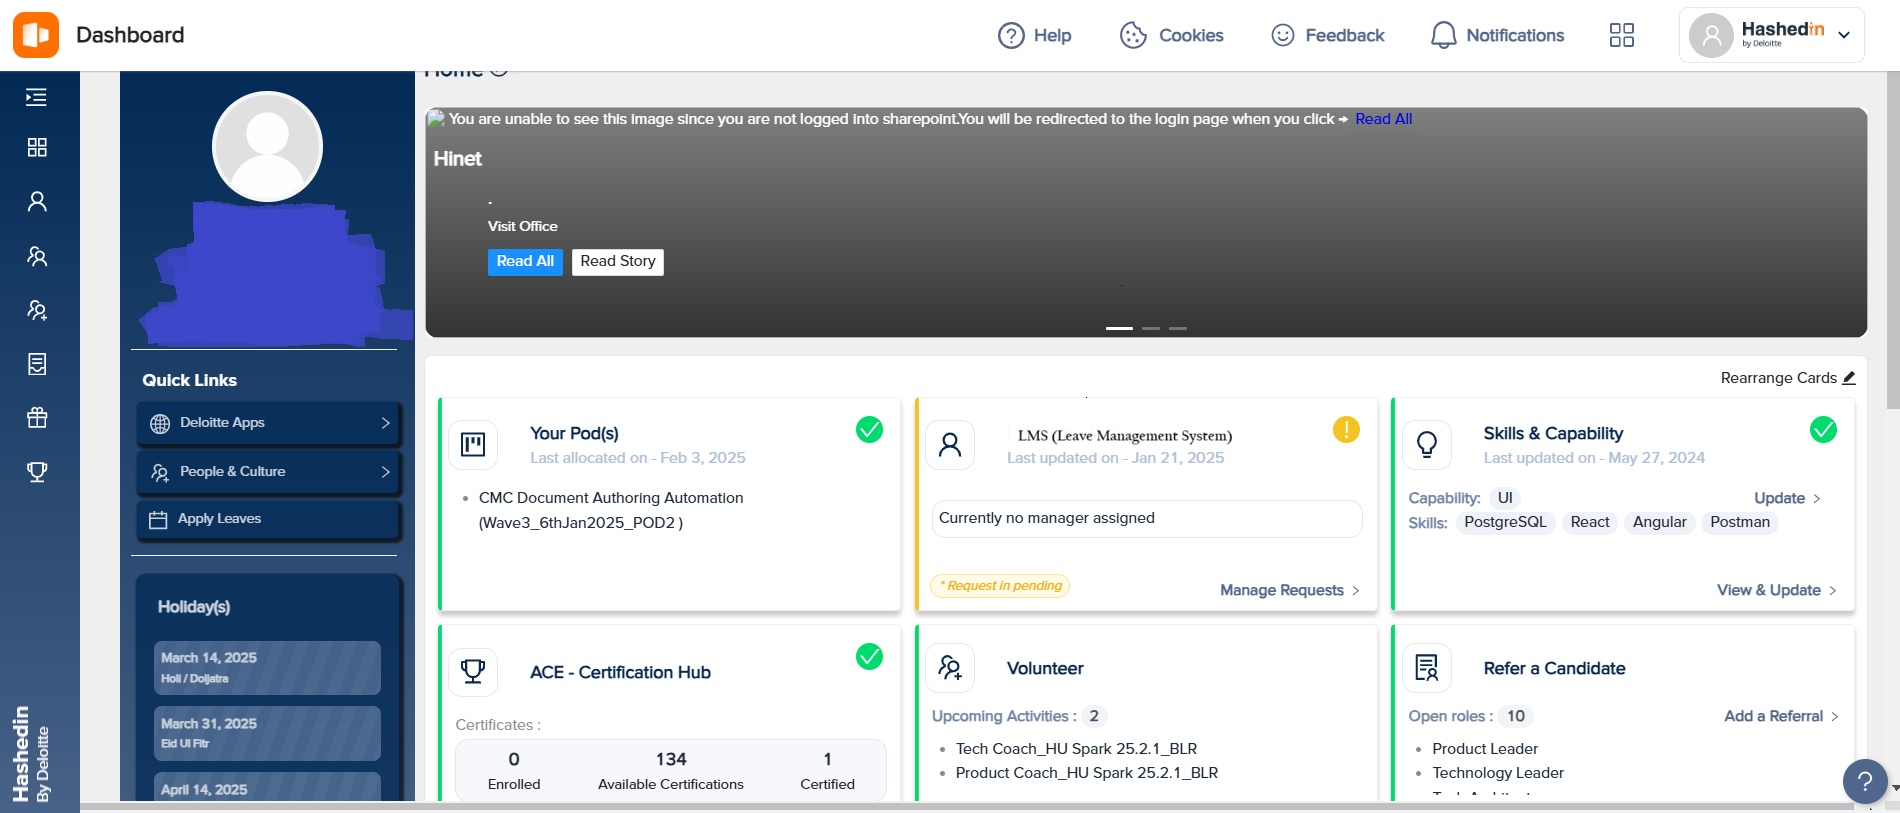 Dashboard
Help
Cookies
Feedback
Notifications
Hashedin
by Deloitte
Home
You are unable to see this image since you are not logged into sharepoint.You will be redirected to the login page when you click → Read All
Hinet
.
Visit Office
Read All
Read Story
Quick Links
Deloitte Apps
People & Culture
Apply Leaves
Holiday(s)
March 14, 2025
Holi / Doljatra
March 31, 2025
Eid Ul Fitr
April 14, 2025
Hashedin
By Deloitte
Rearrange Cards
Your Pod(s)
Last allocated on - Feb 3, 2025
CMC Document Authoring Automation
(Wave3_6thJan2025_POD2 )
LMS (Leave Management System)
Last updated on - Jan 21, 2025
Currently no manager assigned
* Request in pending
Manage Requests >
Skills & Capability
Last updated on - May 27, 2024
Capability: UI
Update >
Skills: PostgreSQL React Angular Postman
View & Update >
ACE - Certification Hub
Certificates :
0 134 1
Enrolled Available Certifications Certified
Volunteer
Upcoming Activities : 2
Tech Coach_HU Spark 25.2.1_BLR
Product Coach_HU Spark 25.2.1_BLR
Refer a Candidate
Open roles : 10
Add a Referral >
Product Leader
Technology Leader